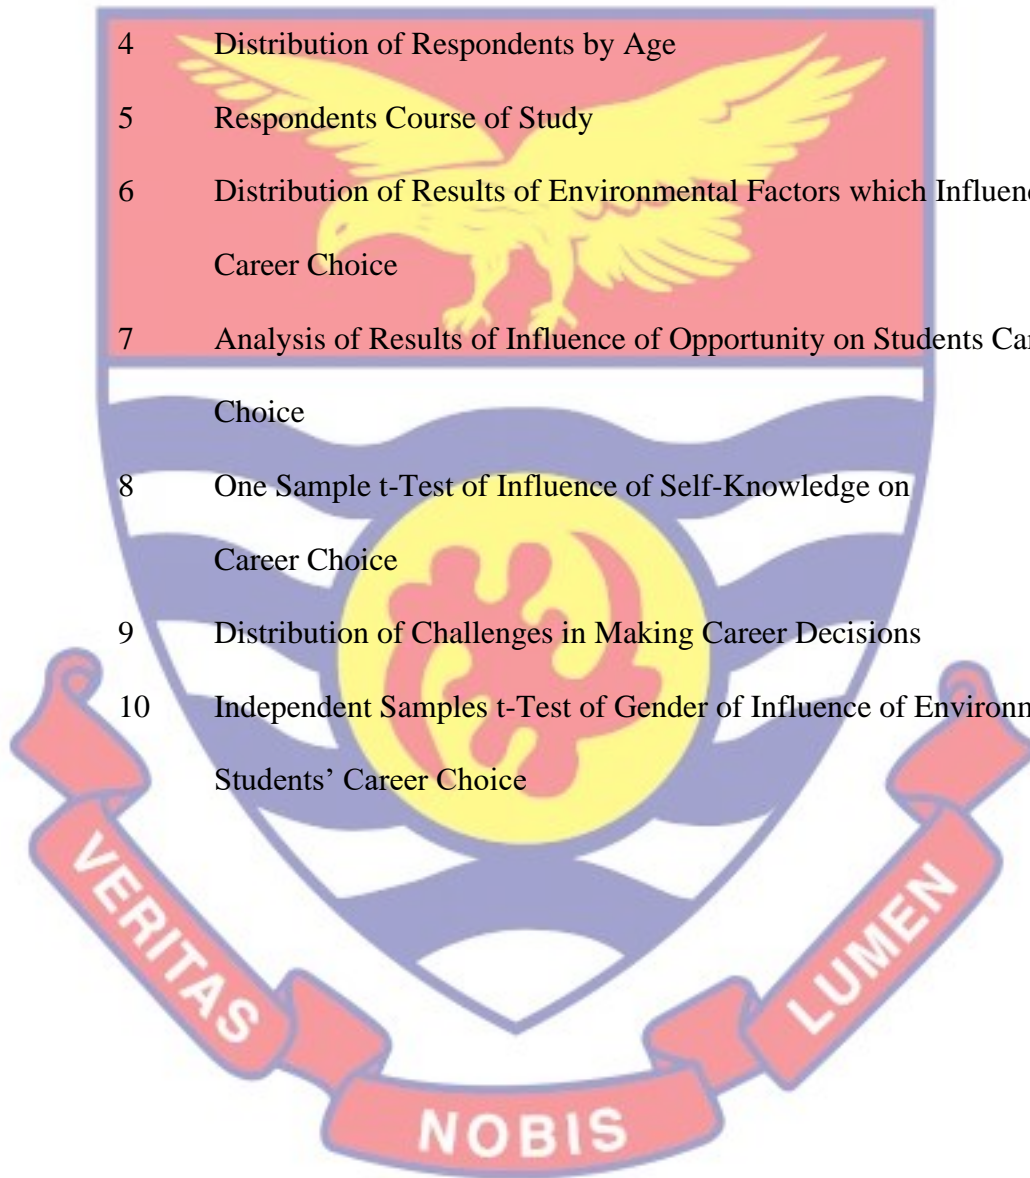 4 Distribution of Respondents by Age
5 Respondents Course of Study
6 Distribution of Results of Environmental Factors which
Career Choice
7 Analysis of Results of Influence of Opportunity on Students
Choice
8 One Sample t-Test of Influence of Self-Knowledge on
Career Choice
9 Distribution of Challenges in Making Career Decisions
10 Independent Samples t-Test of Gender of Influence of
Students’ Career Choice
VERITAS
NOBIS
LUMEN